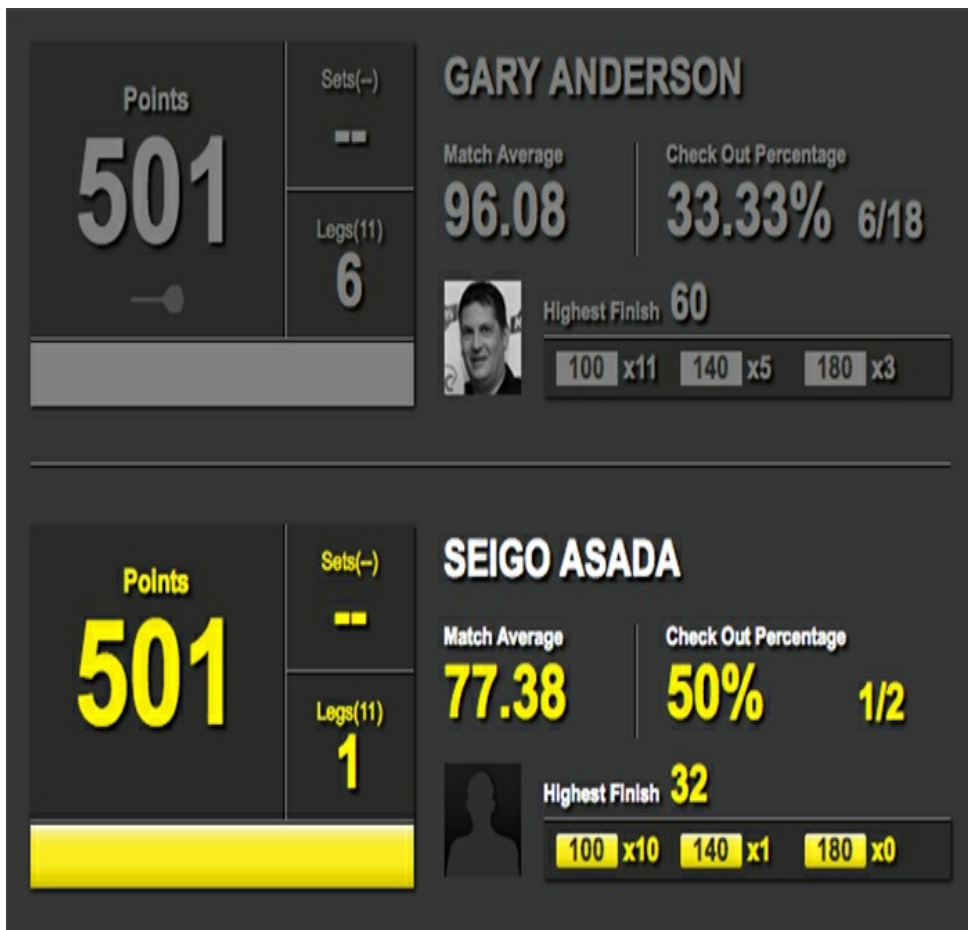 Points
501
Sets(--)
--
Legs(11)
6
GARY ANDERSON
Match Average
96.08
Check Out Percentage
33.33% 6/18
Highest Finish 60
100 x11 140 x5 180 x3
Points
501
Sets(--)
--
Legs(11)
1
SEIGO ASADA
Match Average
77.38
Check Out Percentage
50% 1/2
Highest Finish 32
100 x10 140 x1 180 x0